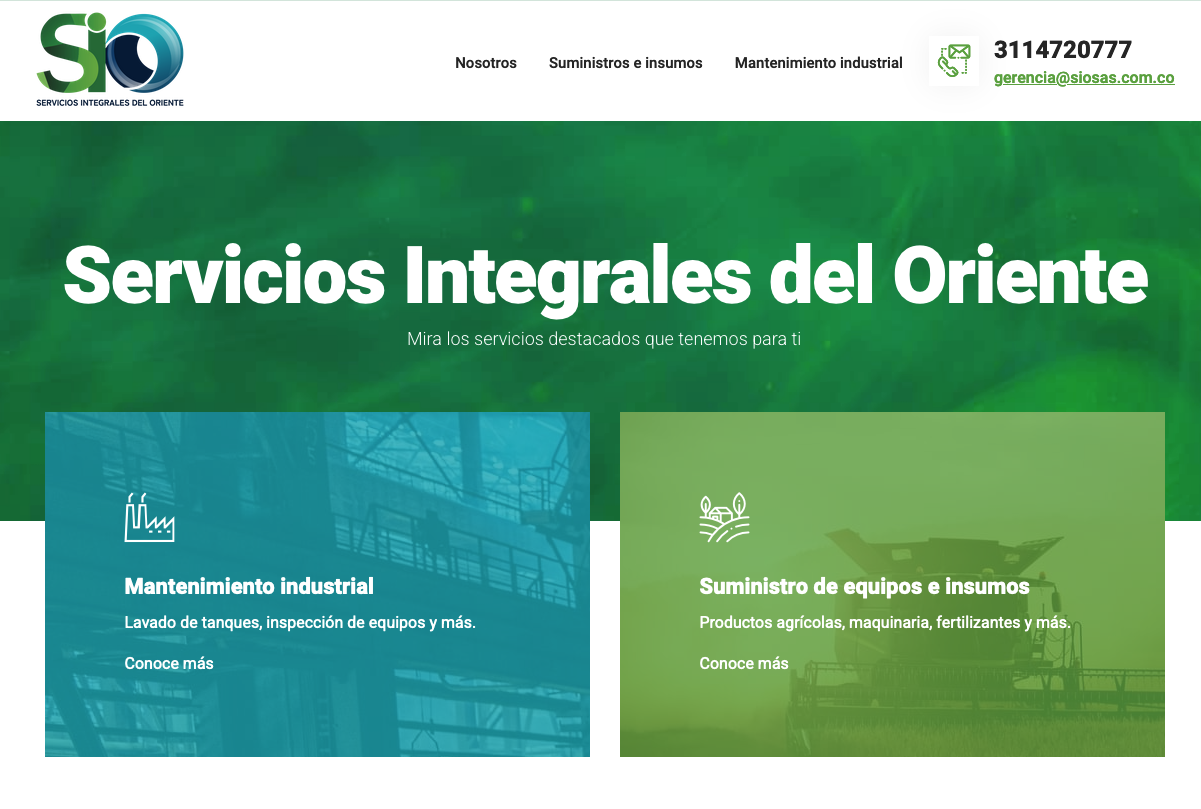 SiO
SERVICIOS INTEGRALES DEL ORIENTE
Nosotros
Suministros e insumos
Mantenimiento industrial
3114720777
gerencia@siosas.com.co
Servicios Integrales del Oriente
Mira los servicios destacados que tenemos para ti
Mantenimiento industrial
Lavado de tanques, inspección de equipos y más.
Conoce más
Suministro de equipos e insumos
Productos agrícolas, maquinaria, fertilizantes y más.
Conoce más